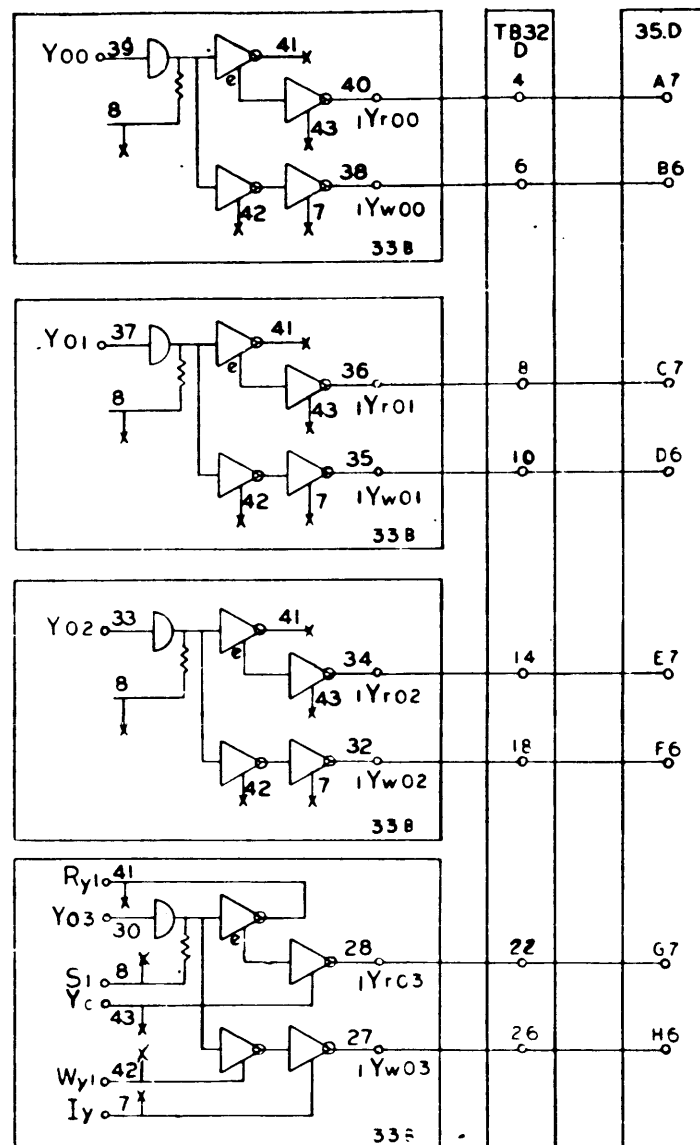 TB32 35.D
D
Y00 39 41
e
40 4 A7
8 43 1Yr00
38 6 B6
42 7 1Yw00
33B
Y01 37 41
e
36 8 C7
8 43 1Yr01
35 10 D6
42 7 1Yw01
33B
Y02 33 41
e
34 14 E7
8 43 1Yr02
32 18 F6
42 7 1Yw02
33B
Ry1 41
Y03 30
e
28 22 G7
S1 8 1YrC3
Yc 43
27 26 H6
Wy1 42 1Yw03
Iy 7